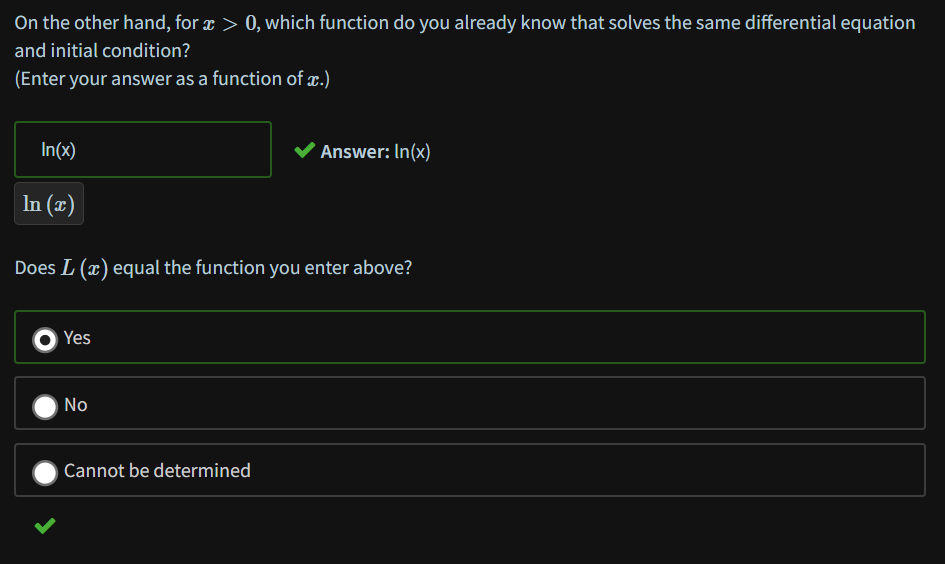 On the other hand, for x > 0, which function do you already know that solves the same differential equation
and initial condition?
(Enter your answer as a function of x.)
ln(x)
Answer: ln(x)
ln (x)
Does L (x) equal the function you enter above?
Yes
No
Cannot be determined